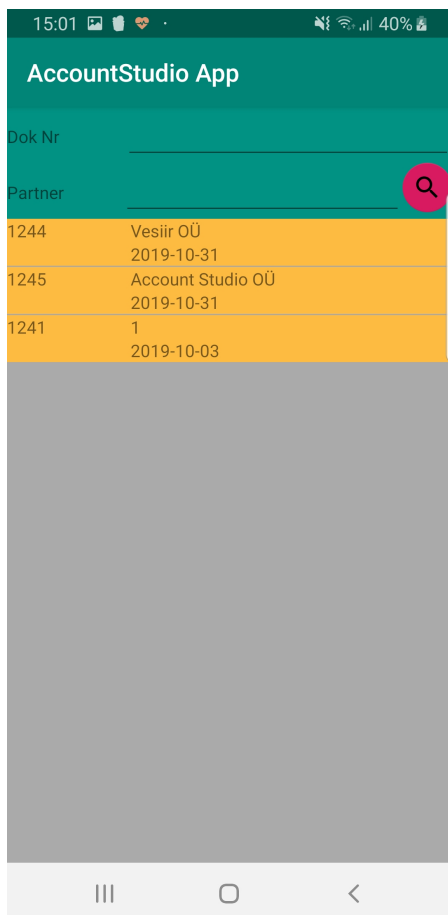 15:01 40%
AccountStudio App
Dok Nr
Partner
1244 Vesiir OÜ
2019-10-31
1245 Account Studio OÜ
2019-10-31
1241 1
2019-10-03